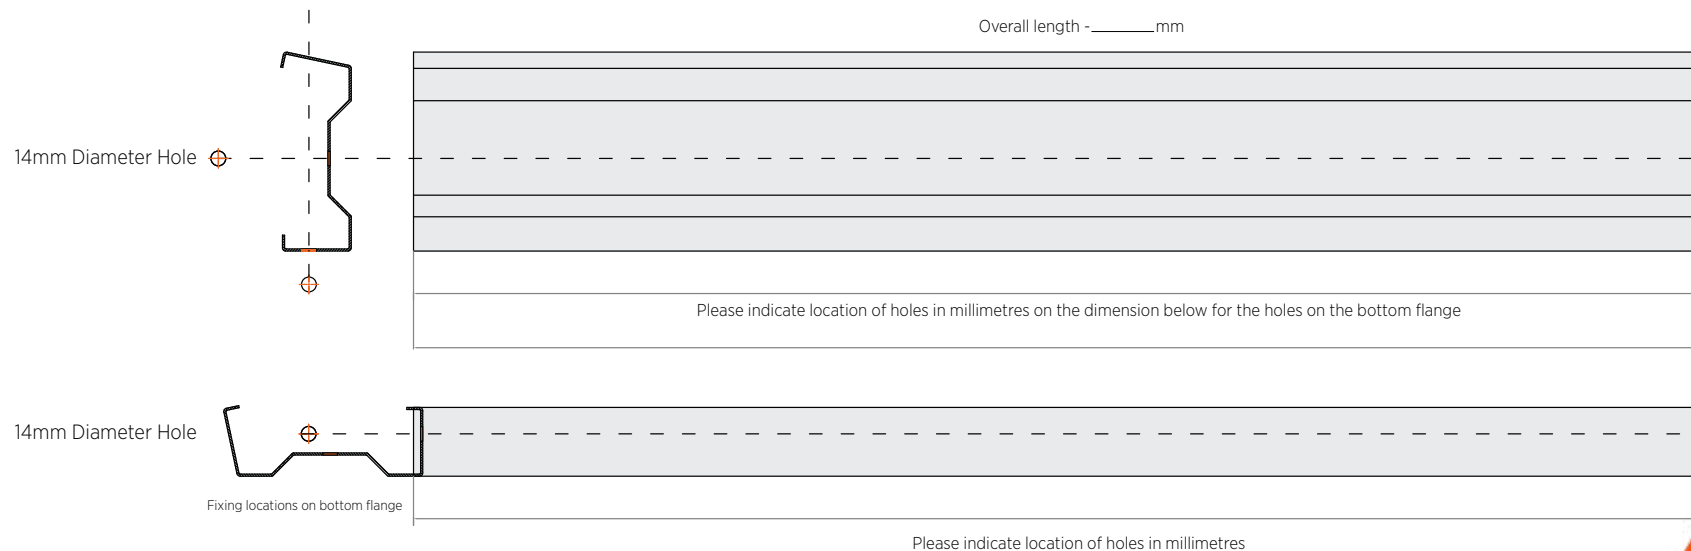 Overall length -______mm
14mm Diameter Hole
Please indicate location of holes in millimetres on the dimension below for the holes on the bottom flange
14mm Diameter Hole
Fixing locations on bottom flange
Please indicate location of holes in millimetres